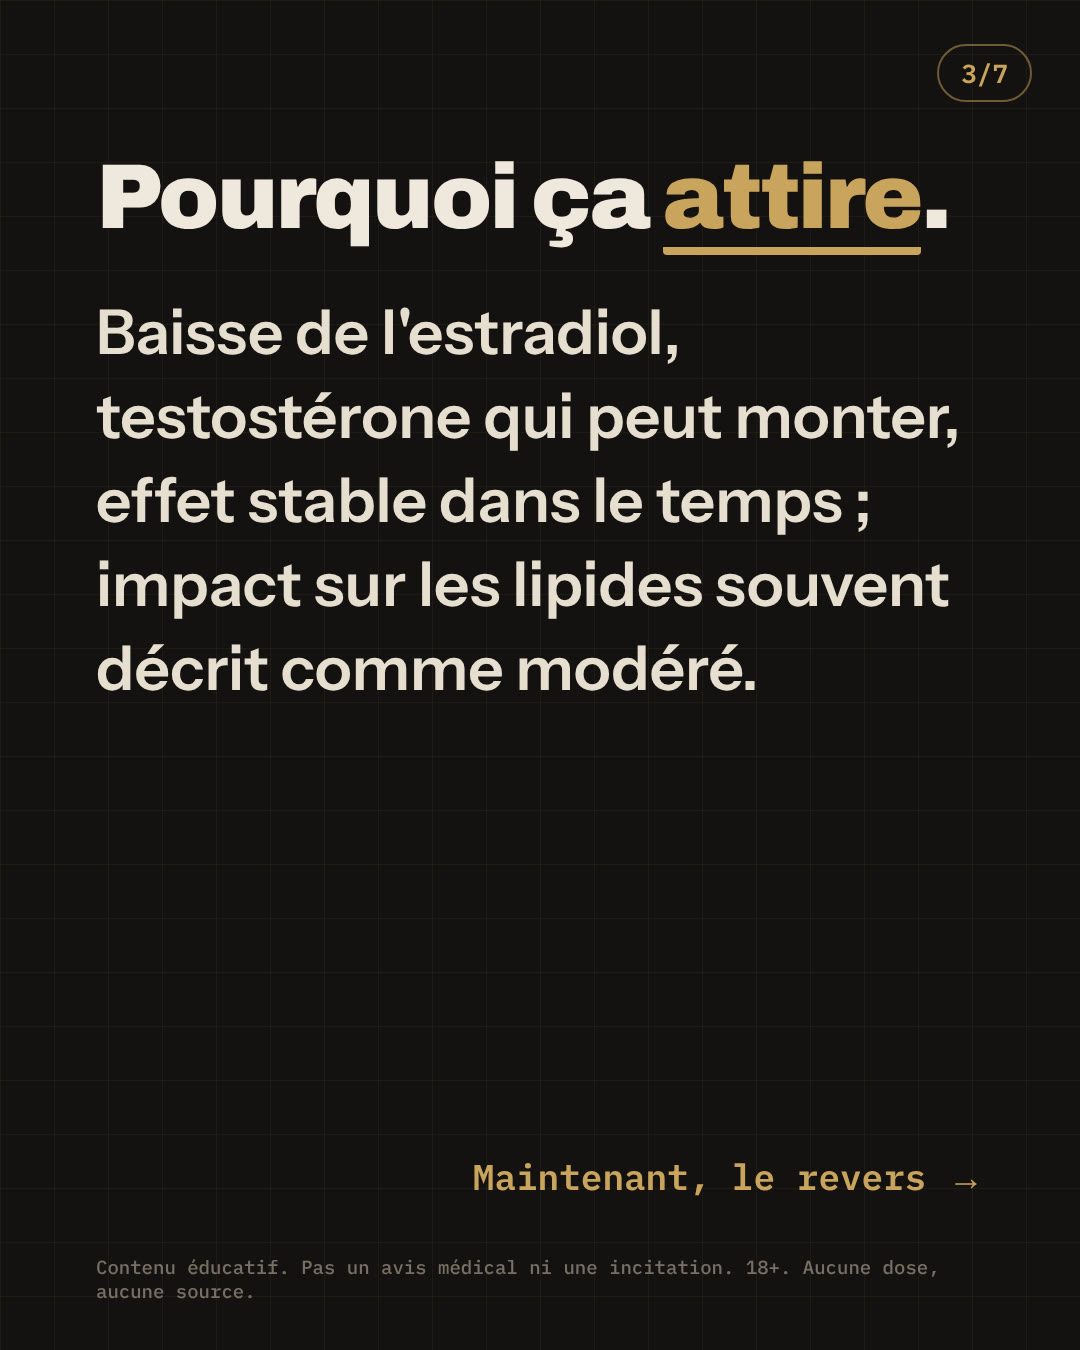 3/7
Pourquoi ça attire.
Baisse de l'estradiol,
testostérone qui peut monter,
effet stable dans le temps ;
impact sur les lipides souvent
décrit comme modéré.
Maintenant, le revers →
Contenu éducatif. Pas un avis médical ni une incitation. 18+. Aucune dose,
aucune source.